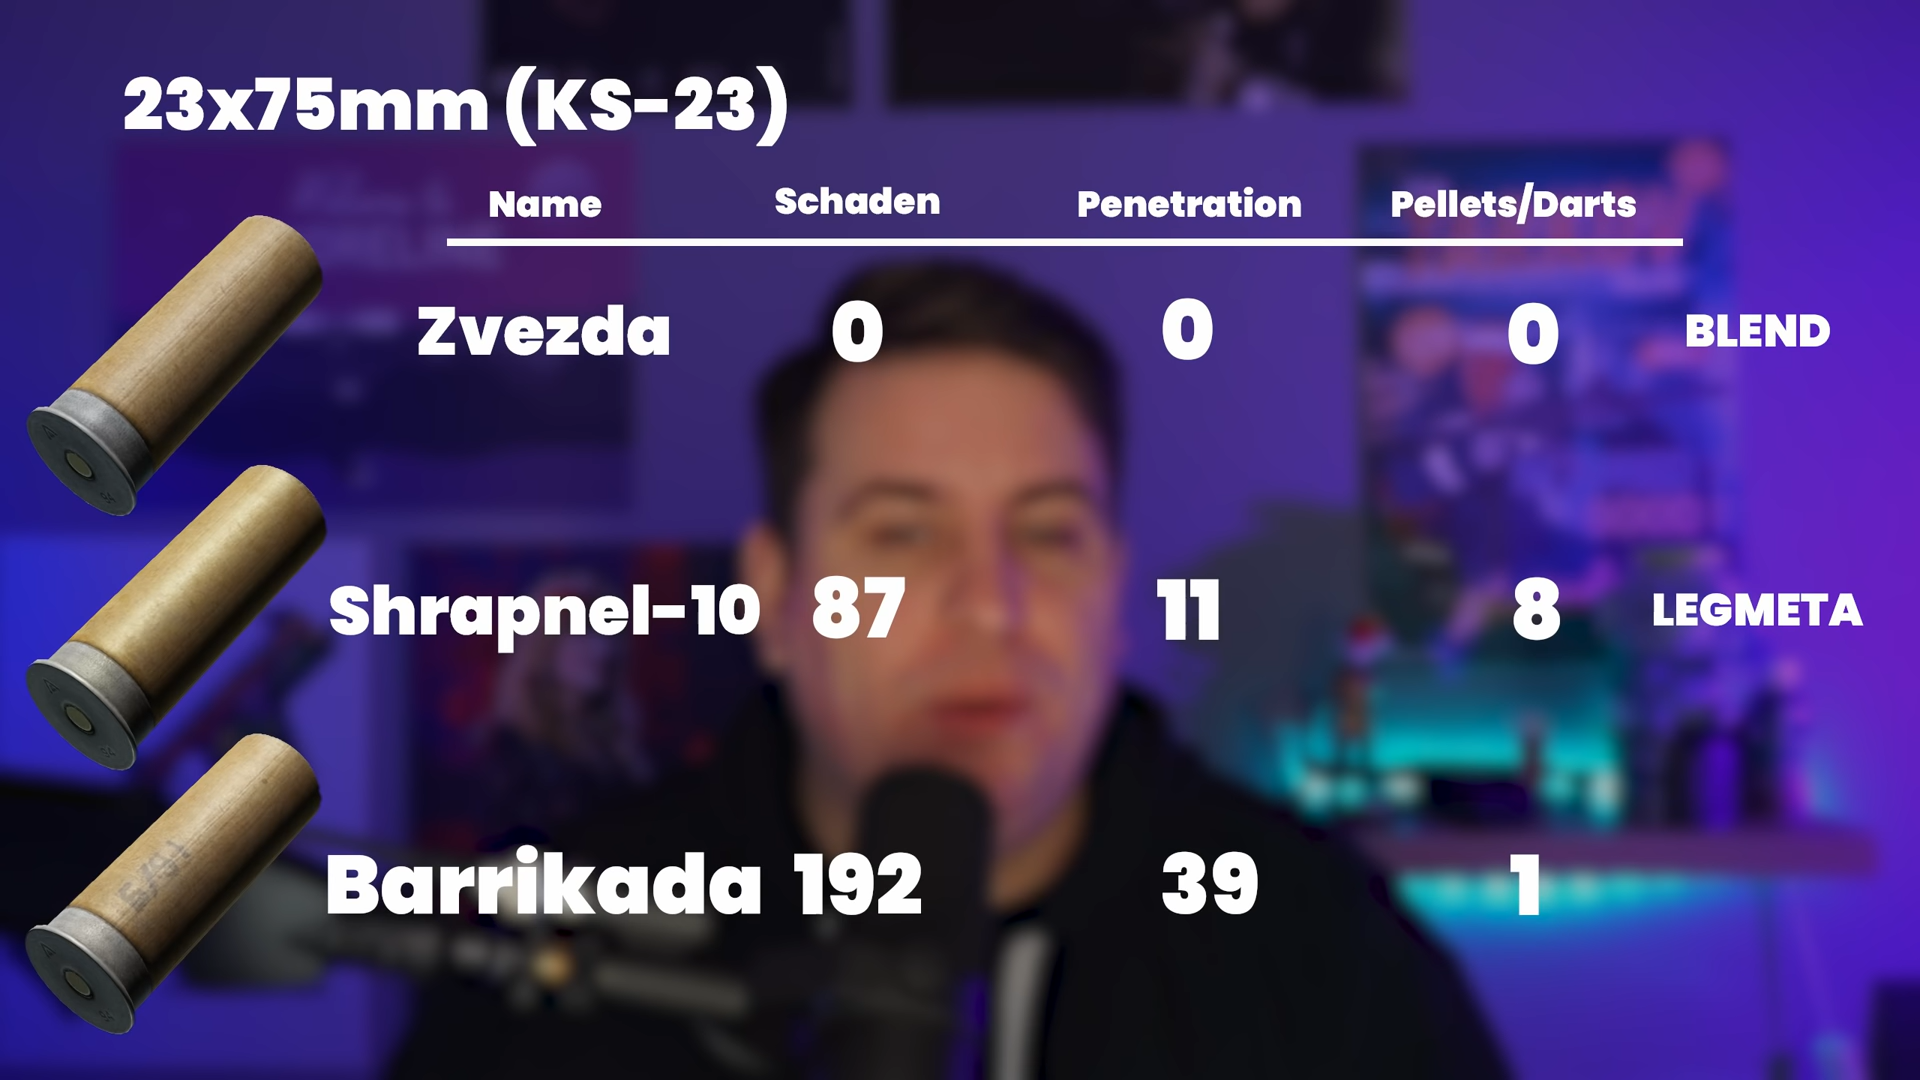 23x75mm (KS-23)
Name Schaden Penetration Pellets/Darts
Zvezda 0 0 0 BLEND
Shrapnel-10 87 11 8 LEGMETA
Barrikada 192 39 1